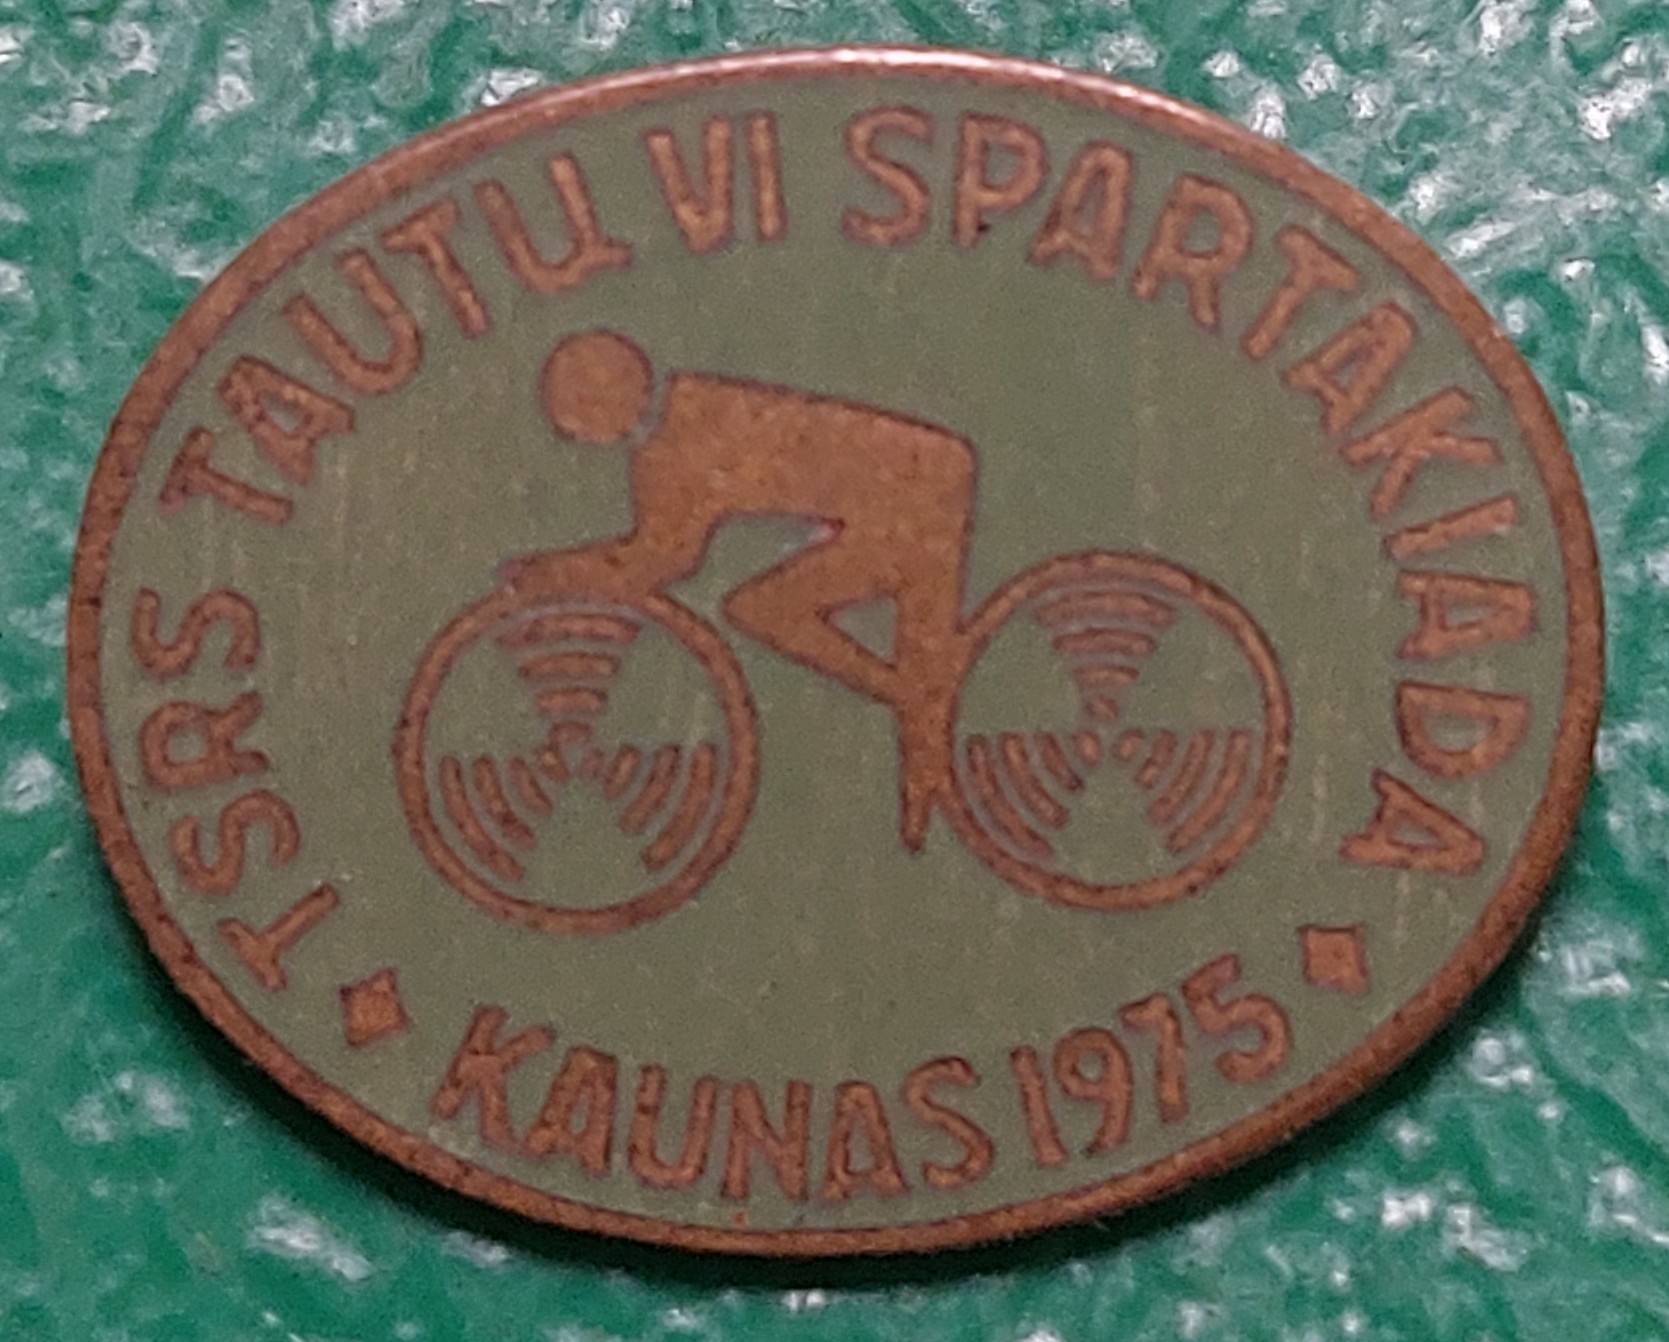 TSRS TAUTŲ VI SPARTAKIADA
KAUNAS 1975